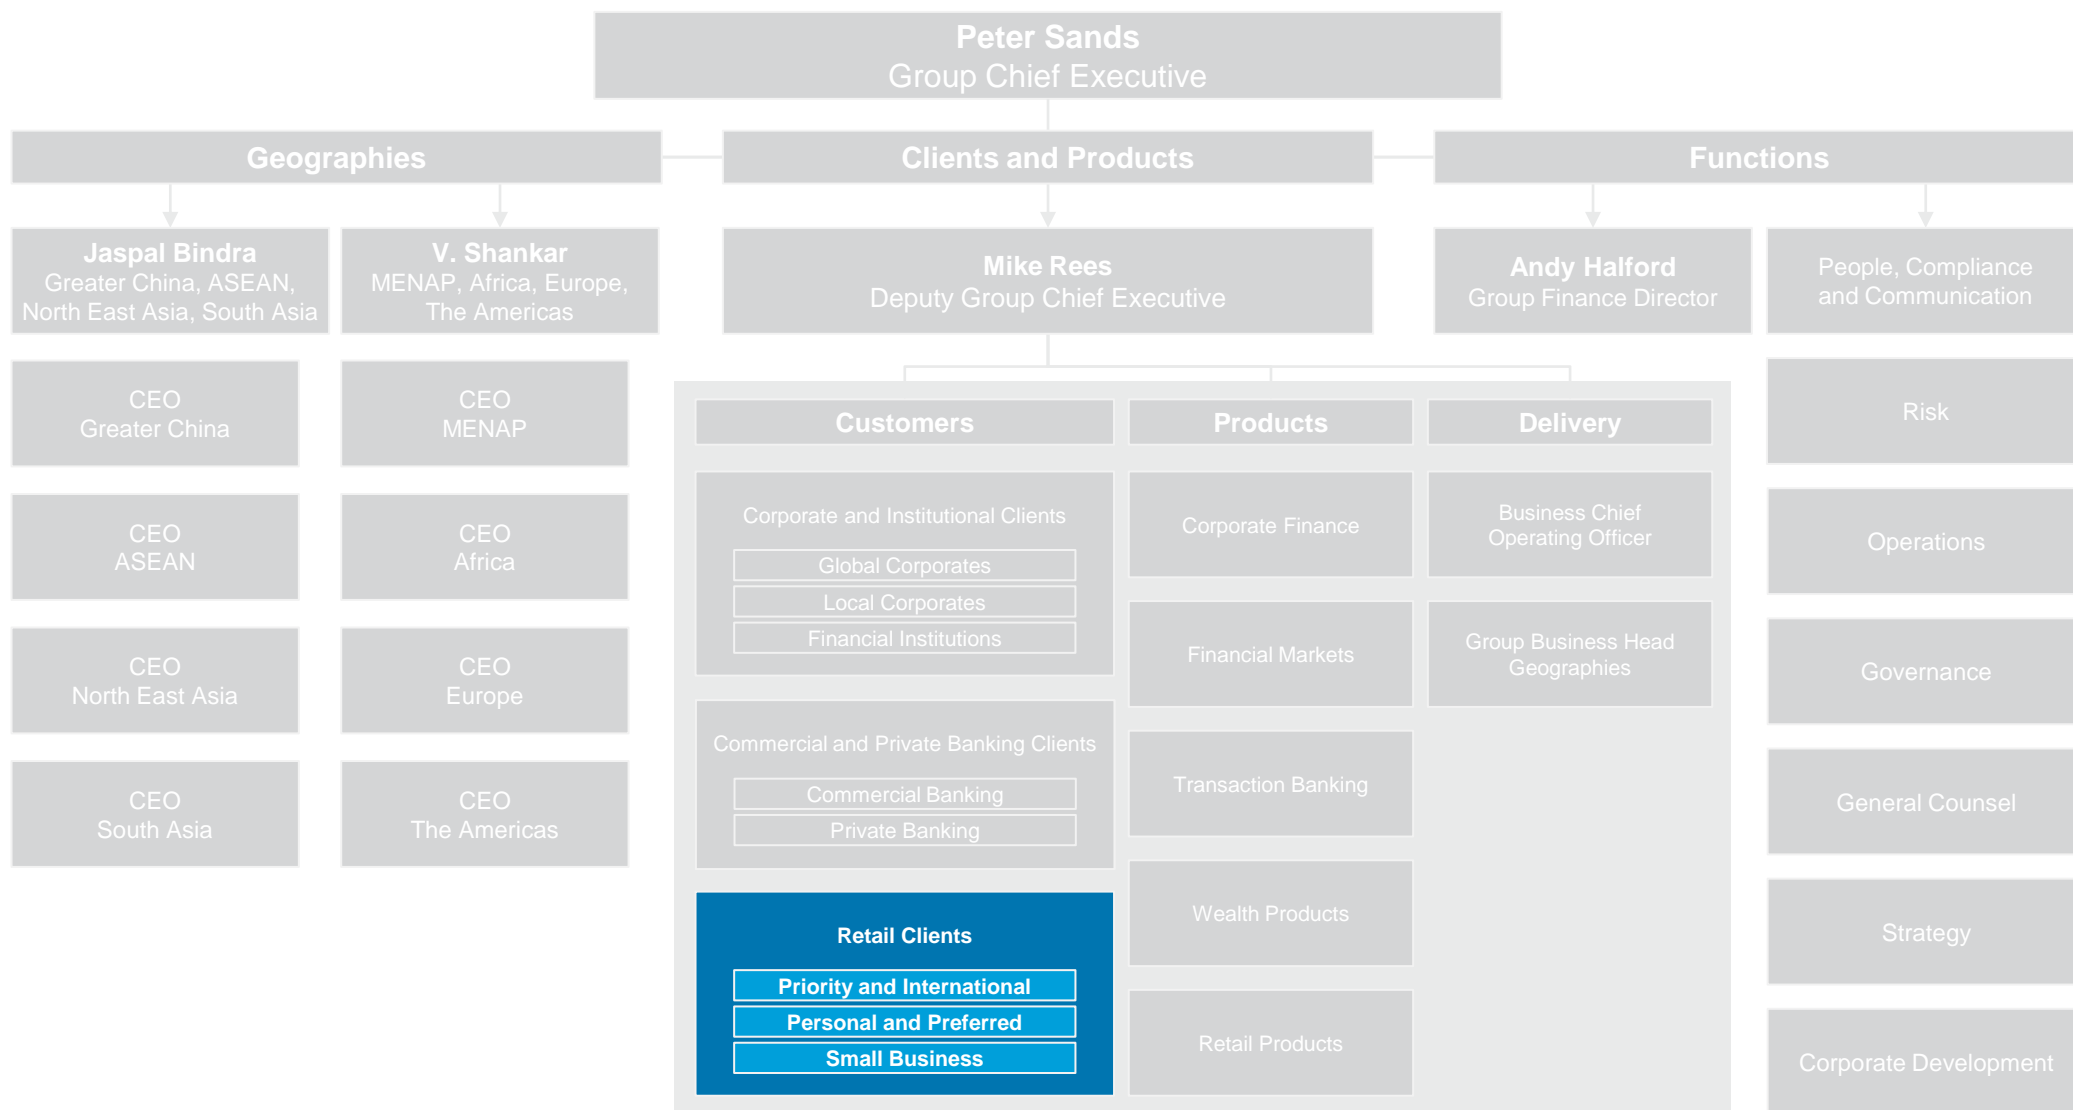 Peter Sands
Group Chief Executive
Geographies
Clients and Products
Functions
Jaspal Bindra
Greater China, ASEAN,
North East Asia, South Asia
V. Shankar
MENAP, Africa, Europe,
The Americas
Mike Rees
Deputy Group Chief Executive
Andy Halford
Group Finance Director
People, Compliance
and Communication
CEO
Greater China
CEO
ASEAN
CEO
North East Asia
CEO
South Asia
CEO
MENAP
CEO
Africa
CEO
Europe
CEO
The Americas
Customers
Corporate and Institutional Clients
Global Corporates
Local Corporates
Financial Institutions
Commercial and Private Banking Clients
Commercial Banking
Private Banking
Retail Clients
Priority and International
Personal and Preferred
Small Business
Products
Corporate Finance
Financial Markets
Transaction Banking
Wealth Products
Retail Products
Delivery
Business Chief
Operating Officer
Group Business Head
Geographies
Risk
Operations
Governance
General Counsel
Strategy
Corporate Development